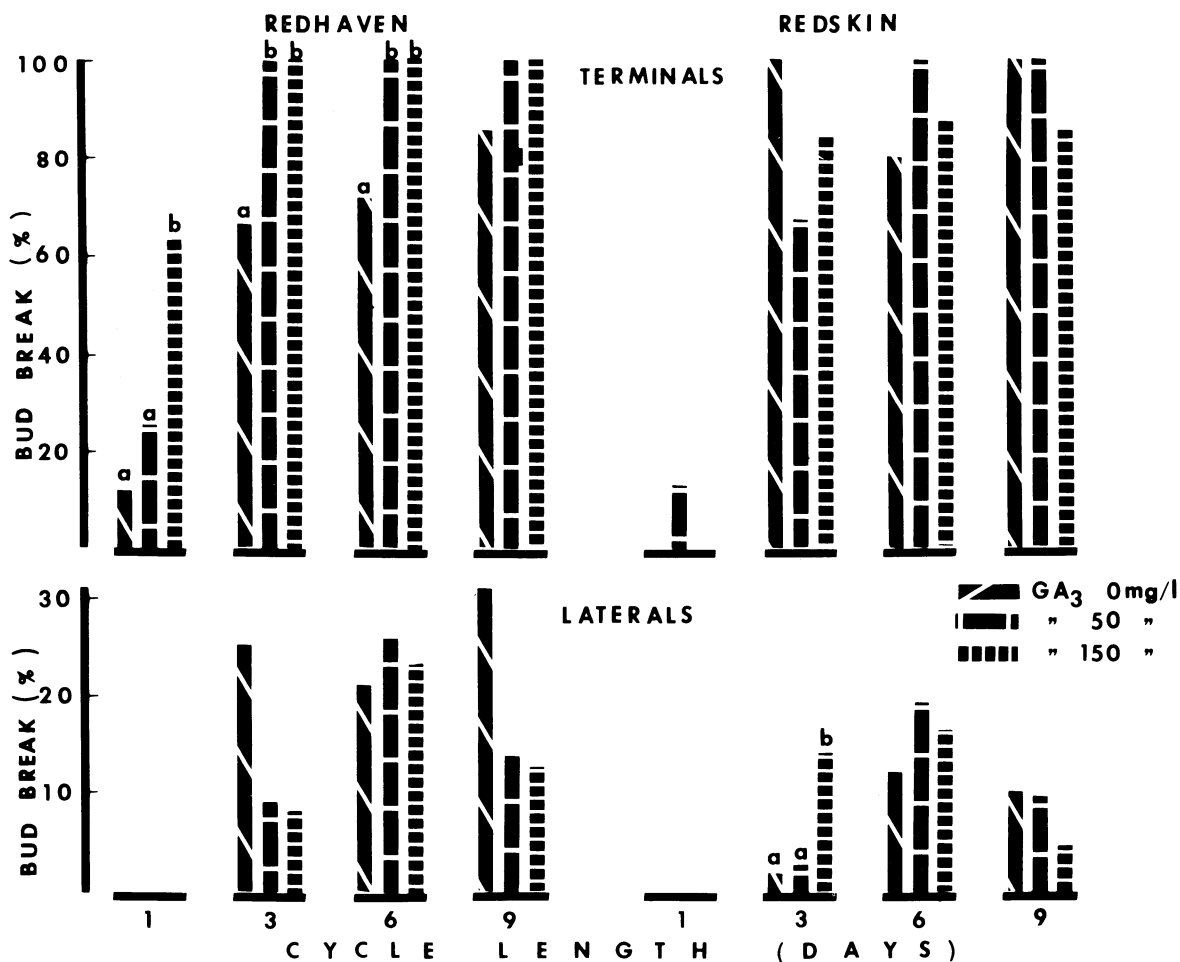 REDHAVEN REDSKIN
TERMINALS
BUD BREAK (%)
100
80
60
40
20
a a b
a b b
a b b
LATERALS
BUD BREAK (%)
30
20
10
a a b
GA3 0mg/l
" 50 "
" 150 "
1 3 6 9 1 3 6 9
CYCLE LENGTH (DAYS)